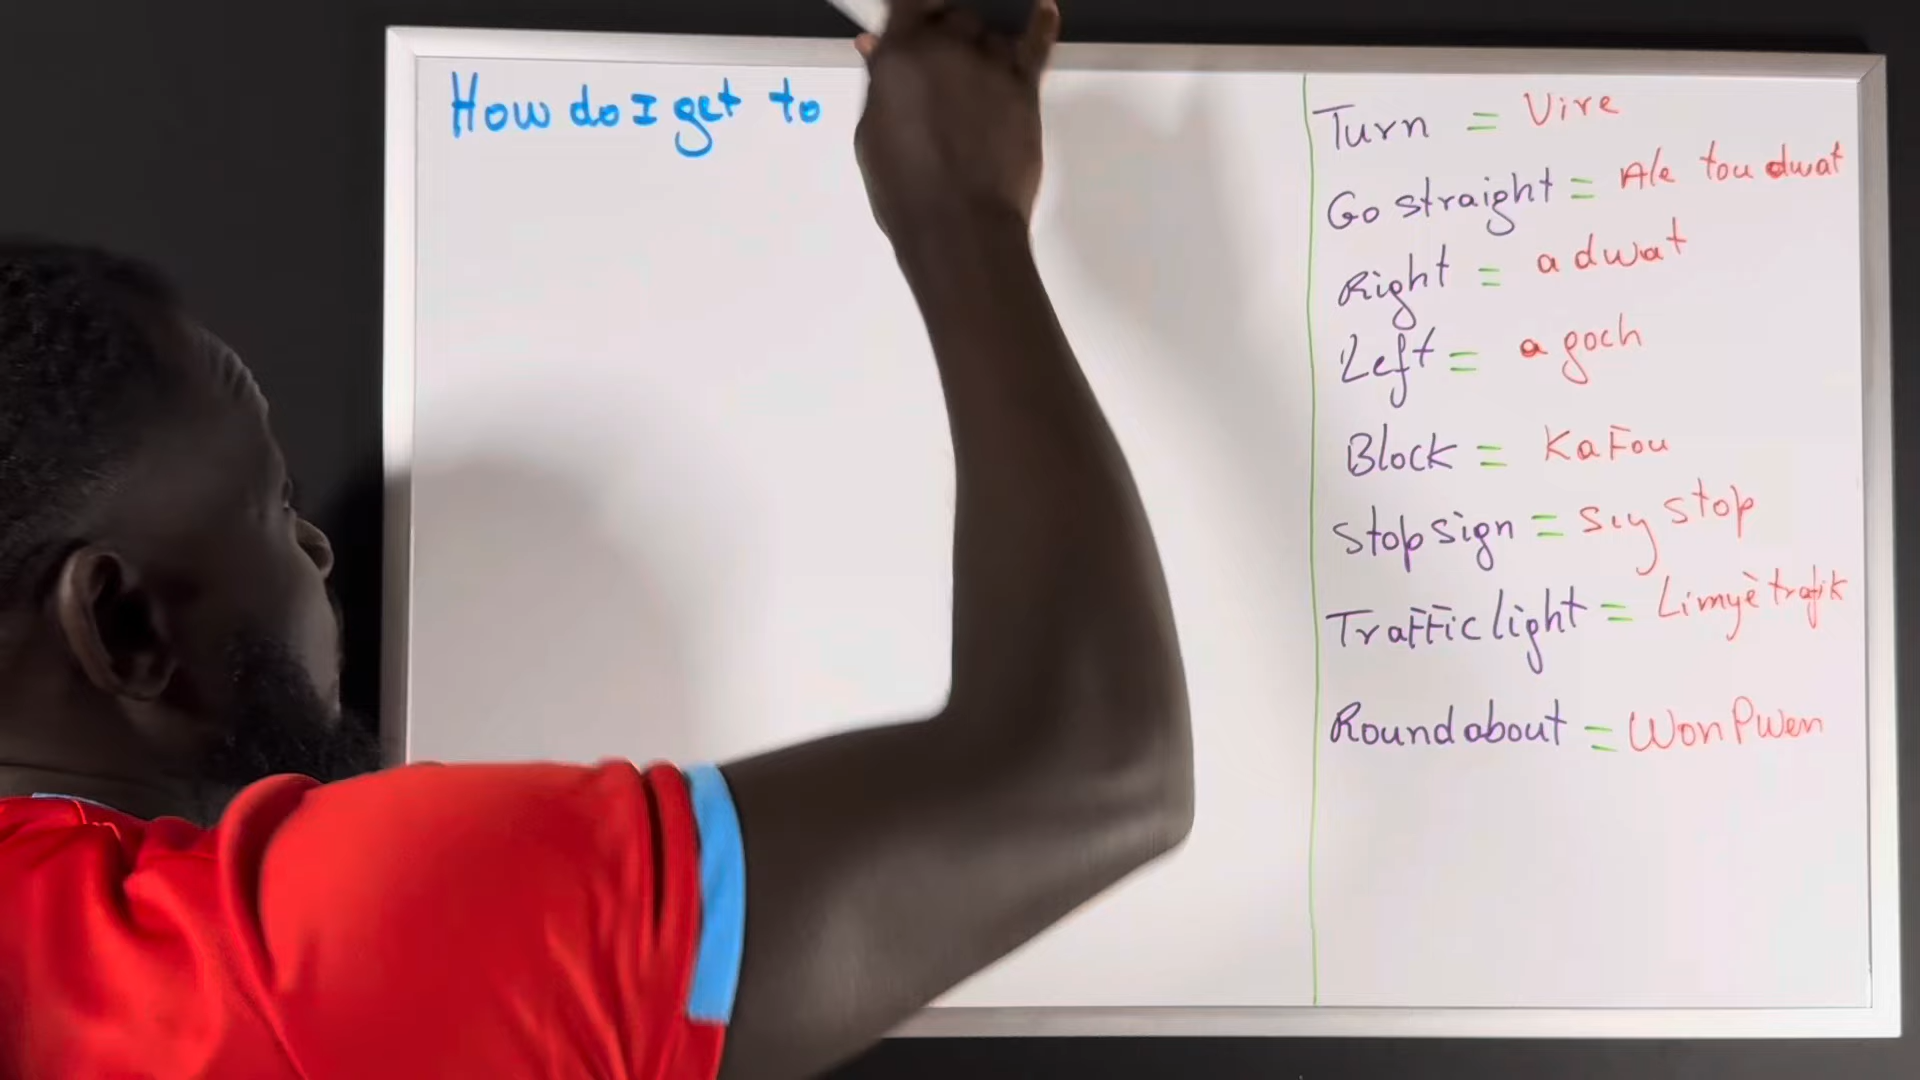 How do I get to
Turn = Vire
Go straight = Ale tou dwat
Right = a dwat
Left = a goch
Block = KaFou
Stop sign = Siy stop
Traffic light = Limyè trafik
Roundabout = Won Pwen